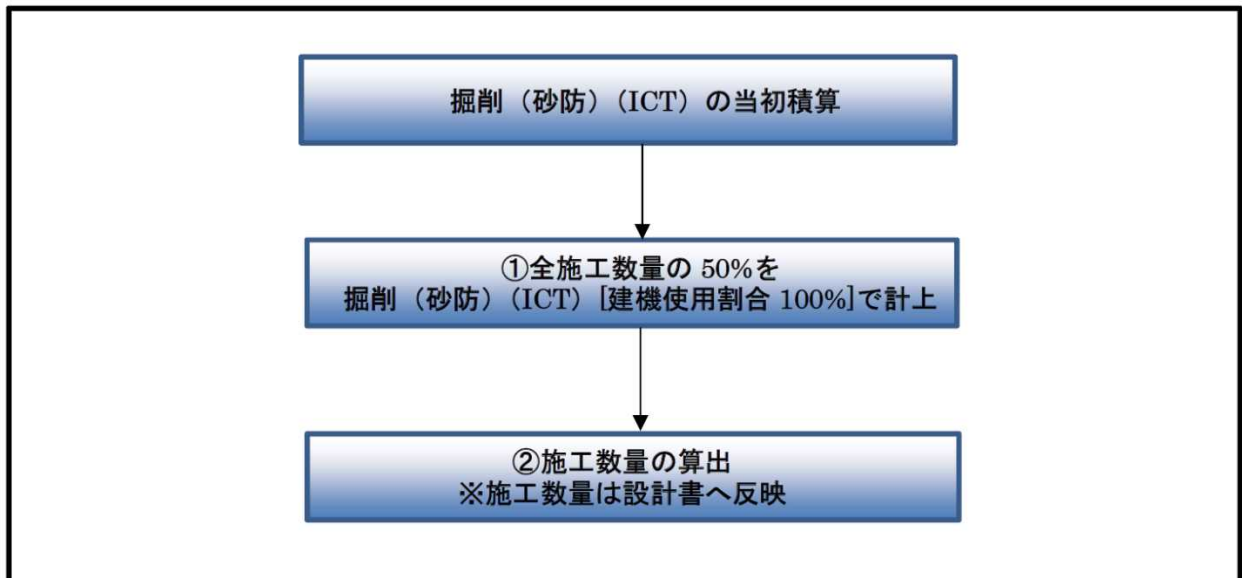 掘削（砂防）（ICT）の当初積算
①全施工数量の 50%を
掘削（砂防）（ICT）[建機使用割合 100%]で計上
②施工数量の算出
※施工数量は設計書へ反映